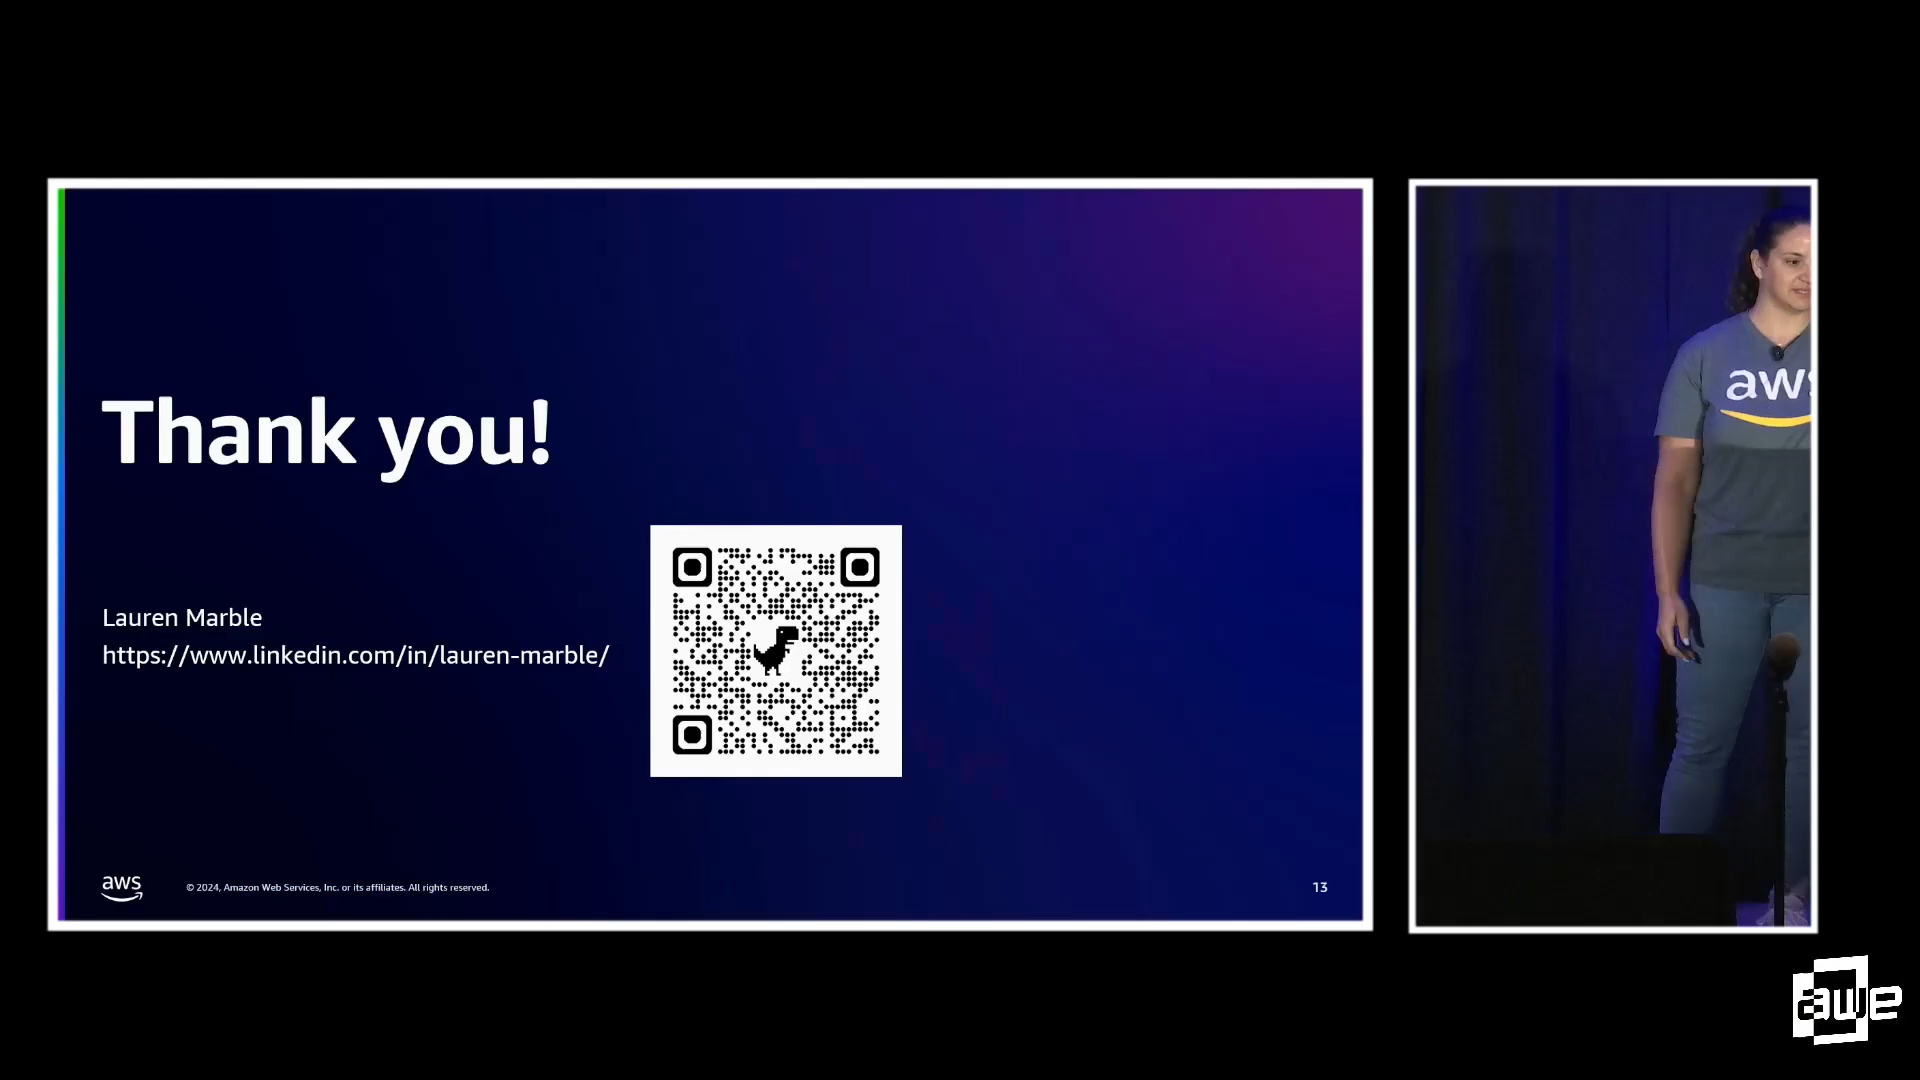 Thank you!
Lauren Marble
https://www.linkedin.com/in/lauren-marble/
aws
© 2024, Amazon Web Services, Inc. or its affiliates. All rights reserved.
13
aws
awe